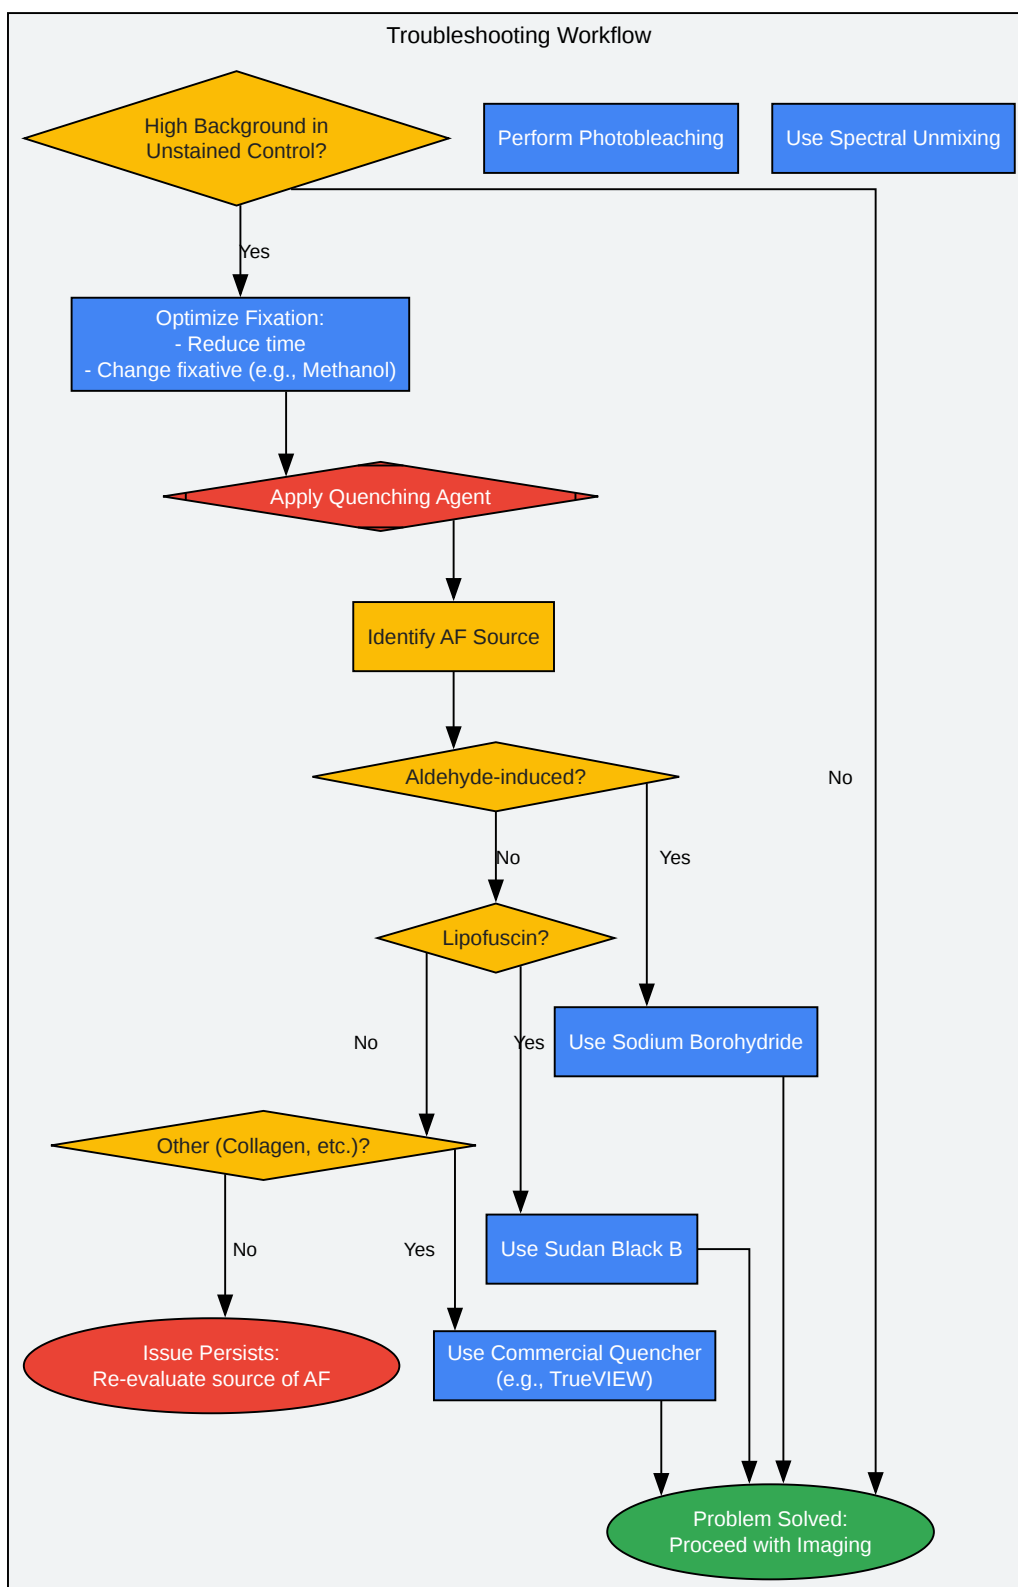 Troubleshooting Workflow
High Background in
Unstained Control?
Perform Photobleaching
Use Spectral Unmixing
Yes
Optimize Fixation:
- Reduce time
- Change fixative (e.g., Methanol)
Apply Quenching Agent
Identify AF Source
Aldehyde-induced?
No
No
Yes
Lipofuscin?
No
Yes
Use Sodium Borohydride
Other (Collagen, etc.)?
No
Yes
Use Sudan Black B
Issue Persists:
Re-evaluate source of AF
Use Commercial Quencher
(e.g., TrueVIEW)
Problem Solved:
Proceed with Imaging